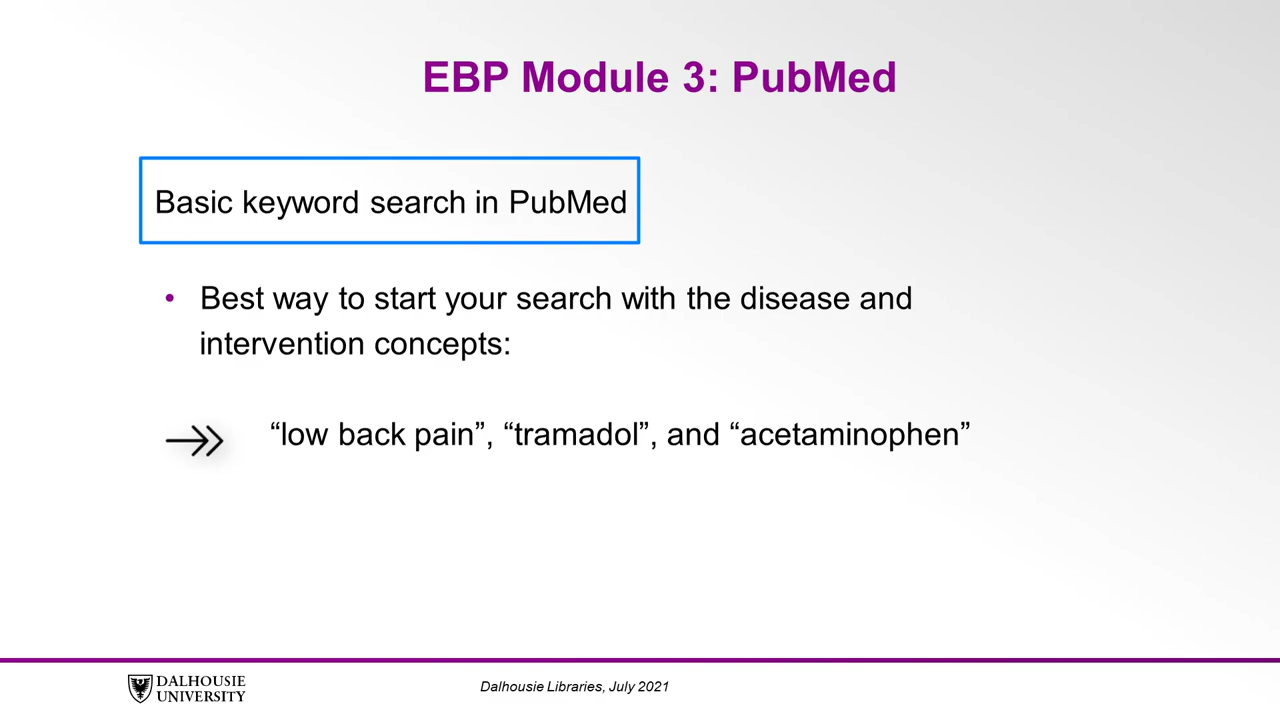 EBP Module 3: PubMed
Basic keyword search in PubMed
• Best way to start your search with the disease and
intervention concepts:
“low back pain”, “tramadol”, and “acetaminophen”
DALHOUSIE
UNIVERSITY
Dalhousie Libraries, July 2021